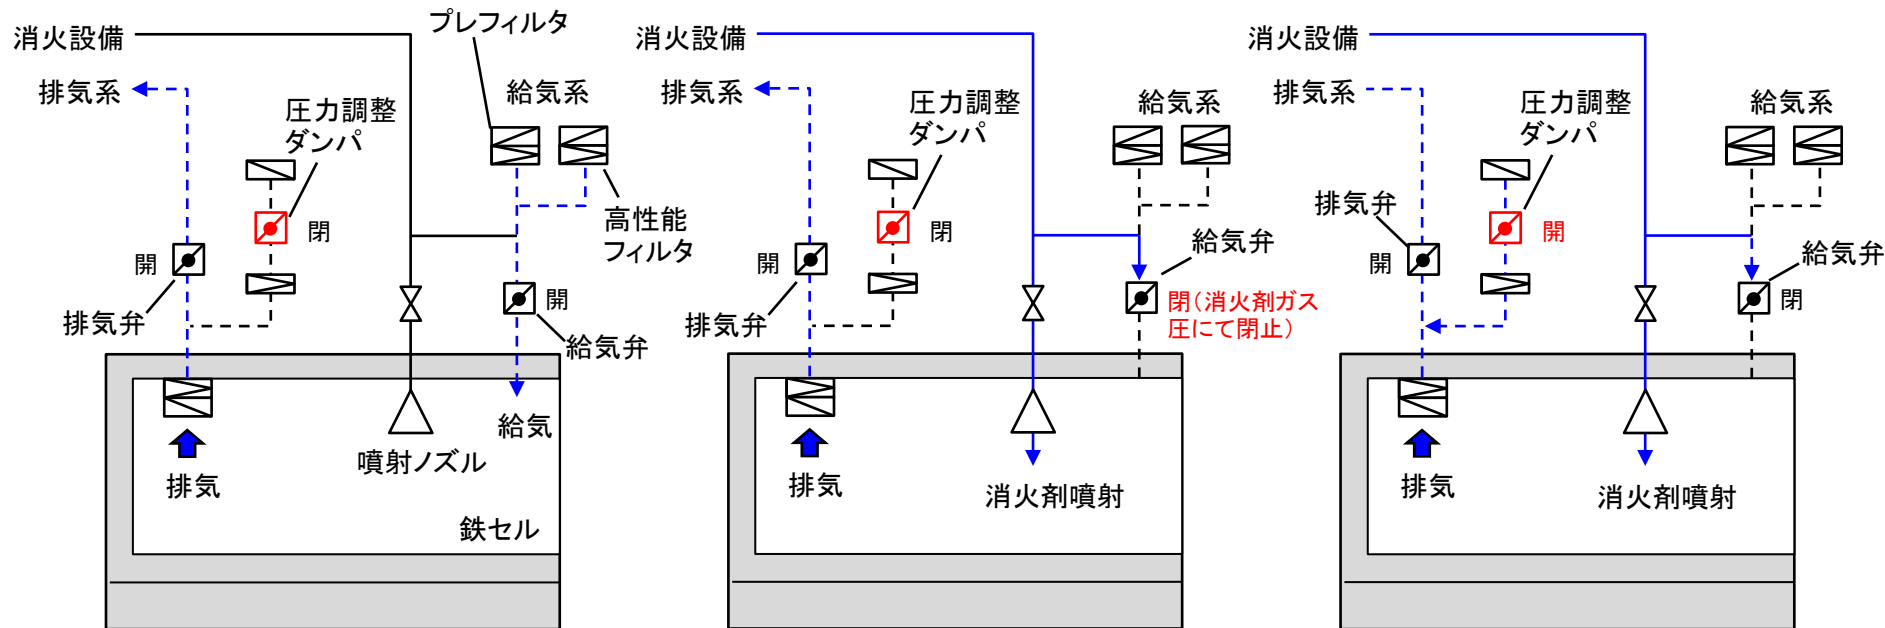 消火設備
プレフィルタ
排気系
給気系
圧力調整
ダンパ
閉
高性能
フィルタ
開
開
排気弁
給気弁
給気
噴射ノズル
排気
鉄セル
消火設備
排気系
圧力調整
ダンパ
給気系
閉
開
給気弁
閉(消火剤ガス
圧にて閉止)
排気弁
排気
消火剤噴射
消火設備
排気系
圧力調整
ダンパ
給気系
排気弁
開
開
給気弁
閉
排気
消火剤噴射